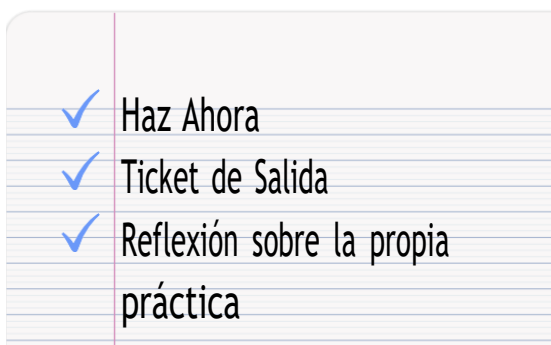 Haz Ahora
Ticket de Salida
Reflexión sobre la propia
práctica